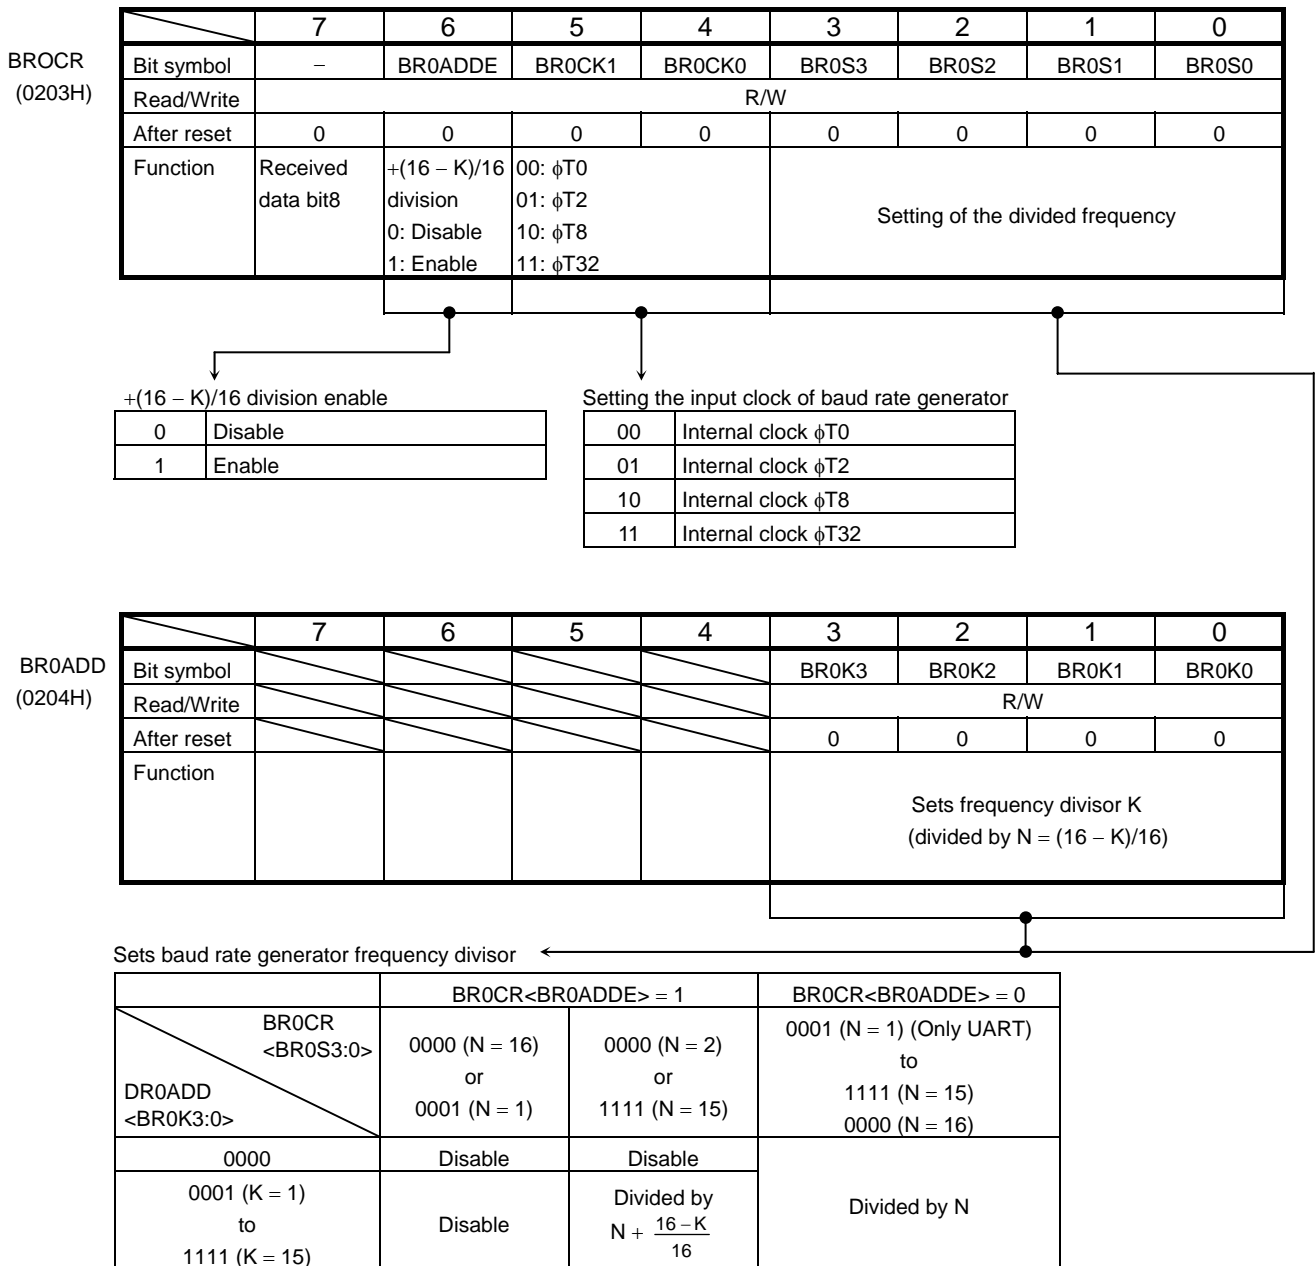 7 6 5 4 3 2 1 0
BROCR
(0203H)
Bit symbol − BR0ADDE BR0CK1 BR0CK0 BR0S3 BR0S2 BR0S1 BR0S0
Read/Write R/W
After reset 0 0 0 0 0 0 0 0
Function
Received
data bit8
+(16 − K)/16
division
0: Disable
1: Enable
00: ϕT0
01: ϕT2
10: ϕT8
11: ϕT32
Setting of the divided frequency
+(16 − K)/16 division enable
0 Disable
1 Enable
Setting the input clock of baud rate generator
00 Internal clock ϕT0
01 Internal clock ϕT2
10 Internal clock ϕT8
11 Internal clock ϕT32
7 6 5 4 3 2 1 0
BR0ADD
(0204H)
Bit symbol BR0K3 BR0K2 BR0K1 BR0K0
Read/Write R/W
After reset 0 0 0 0
Function
Sets frequency divisor K
(divided by N = (16 − K)/16)
Sets baud rate generator frequency divisor
BR0CR<BR0ADDE> = 1 BR0CR<BR0ADDE> = 0
BR0CR
<BR0S3:0>
DR0ADD
<BR0K3:0>
0000 (N = 16)
or
0001 (N = 1)
0000 (N = 2)
or
1111 (N = 15)
0001 (N = 1) (Only UART)
to
1111 (N = 15)
0000 (N = 16)
0000 Disable Disable
0001 (K = 1)
to
1111 (K = 15)
Disable
Divided by
N + 16 – K
16
Divided by N